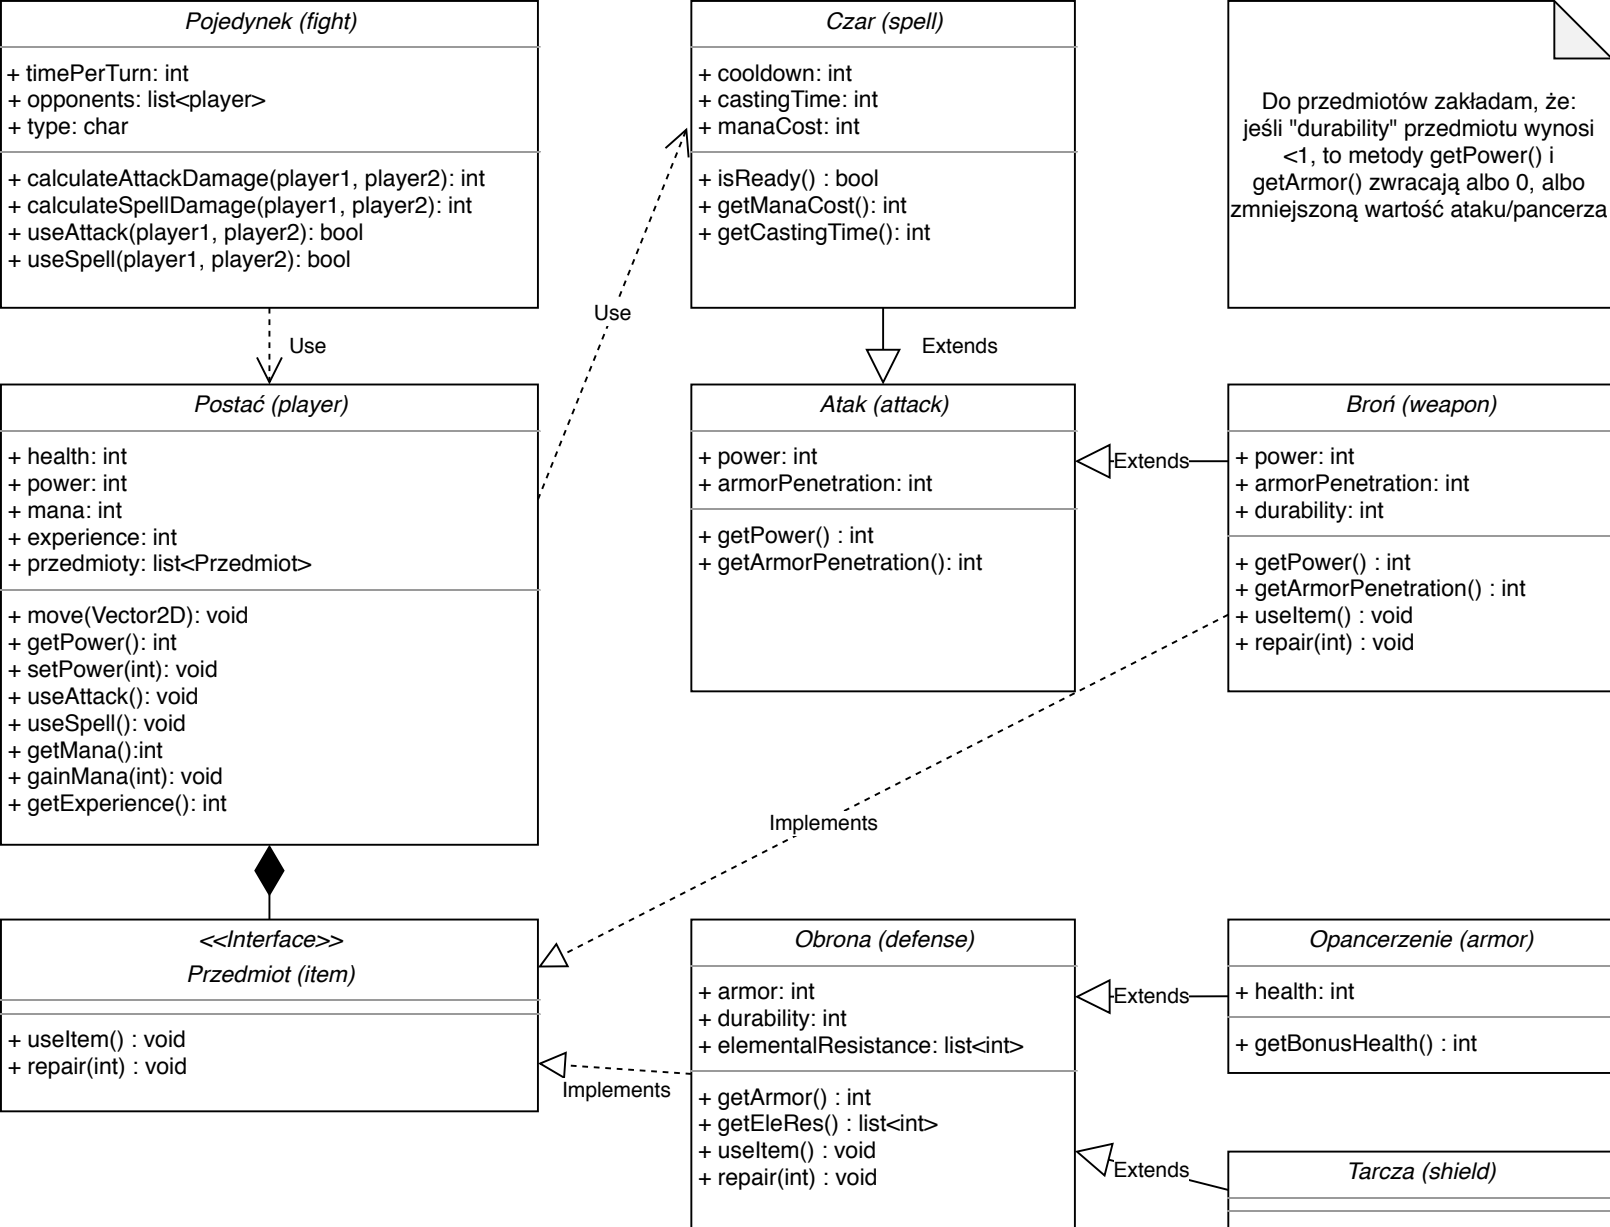 Pojedynek (fight)
+ timePerTurn: int
+ opponents: list<player>
+ type: char
+ calculateAttackDamage(player1, player2): int
+ calculateSpellDamage(player1, player2): int
+ useAttack(player1, player2): bool
+ useSpell(player1, player2): bool
Czar (spell)
+ cooldown: int
+ castingTime: int
+ manaCost: int
+ isReady() : bool
+ getManaCost(): int
+ getCastingTime(): int
Do przedmiotów zakładam, że:
jeśli "durability" przedmiotu wynosi
<1, to metody getPower() i
getArmor() zwracają albo 0, albo
zmniejszoną wartość ataku/pancerza
Use
Use
Extends
Postać (player)
+ health: int
+ power: int
+ mana: int
+ experience: int
+ przedmioty: list<Przedmiot>
+ move(Vector2D): void
+ getPower(): int
+ setPower(int): void
+ useAttack(): void
+ useSpell(): void
+ getMana():int
+ gainMana(int): void
+ getExperience(): int
Atak (attack)
+ power: int
+ armorPenetration: int
+ getPower() : int
+ getArmorPenetration(): int
Extends
Broń (weapon)
+ power: int
+ armorPenetration: int
+ durability: int
+ getPower() : int
+ getArmorPenetration() : int
+ useItem() : void
+ repair(int) : void
Implements
<<Interface>>
Przedmiot (item)
+ useItem() : void
+ repair(int) : void
Implements
Obrona (defense)
+ armor: int
+ durability: int
+ elementalResistance: list<int>
+ getArmor() : int
+ getEleRes() : list<int>
+ useItem() : void
+ repair(int) : void
Extends
Opancerzenie (armor)
+ health: int
+ getBonusHealth() : int
Extends
Tarcza (shield)